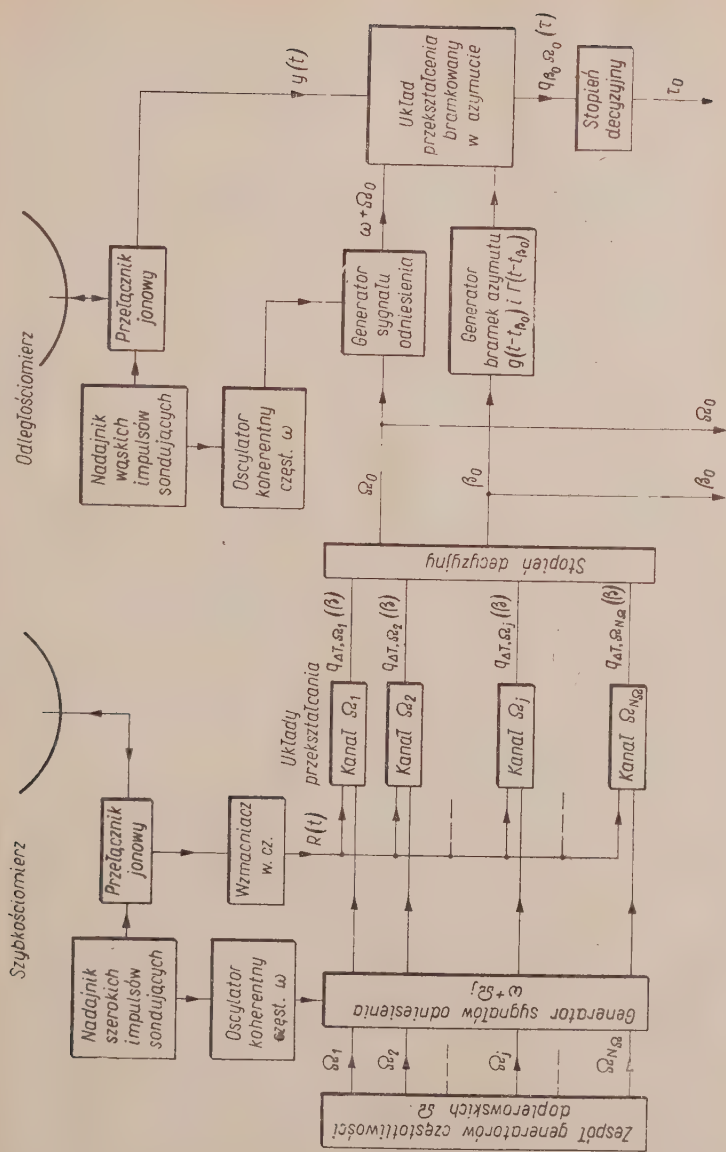 Szybkościomierz
Odległościomierz
Nadajnik
szerokich
impulsów
sondujących
Przełącznik
jonowy
Nadajnik
wąskich
impulsów
sondujących
Przełącznik
jonowy
Oscylator
koherentny
częst. ω
Wzmacniacz
w. cz.
R(t)
Oscylator
koherentny
częst. ω
y(t)
Układy
przekształcania
Zespół generatorów częstotliwości
doplerowskich Ω
Ω1
Ω2
Ωj
ΩNΩ
Generator sygnałów odniesienia
ω+Ωj
Kanał Ω1
Kanał Ω2
Kanał Ωj
Kanał ΩNΩ
qΔT,Ω1(β)
qΔT,Ω2(β)
qΔT,Ωj(β)
qΔT,ΩNΩ(β)
Stopień decyzyjny
Ω0
β0
Generator
sygnału
odniesienia
ω+Ω0
Generator
bramek azymutu
g(t-tβ0) i Γ(t-tβ0)
Układ
przekształcenia
bramkowany
w azymucie
qβ0Ω0(τ)
Stopień
decyzyjny
β0
Ω0
τ0